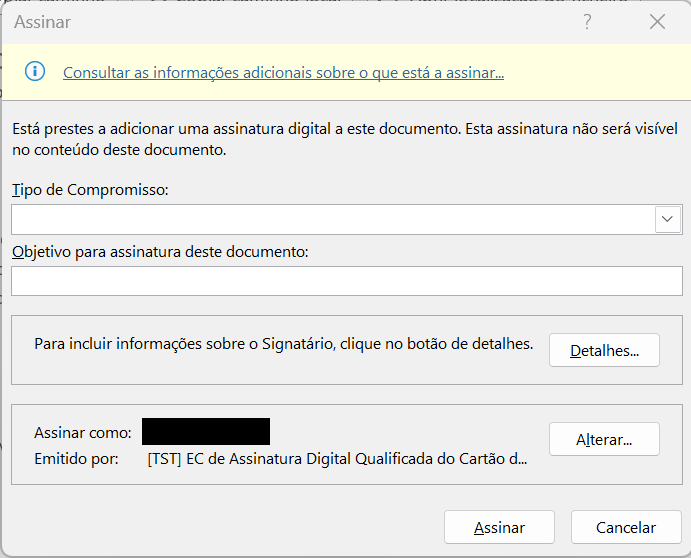 Assinar
?
Consultar as informações adicionais sobre o que está a assinar...
Está prestes a adicionar uma assinatura digital a este documento. Esta assinatura não será visível
no conteúdo deste documento.
Tipo de Compromisso:
Objetivo para assinatura deste documento:
Para incluir informações sobre o Signatário, clique no botão de detalhes.
Detalhes...
Assinar como:
Emitido por: [TST] EC de Assinatura Digital Qualificada do Cartão d...
Alterar...
Assinar
Cancelar